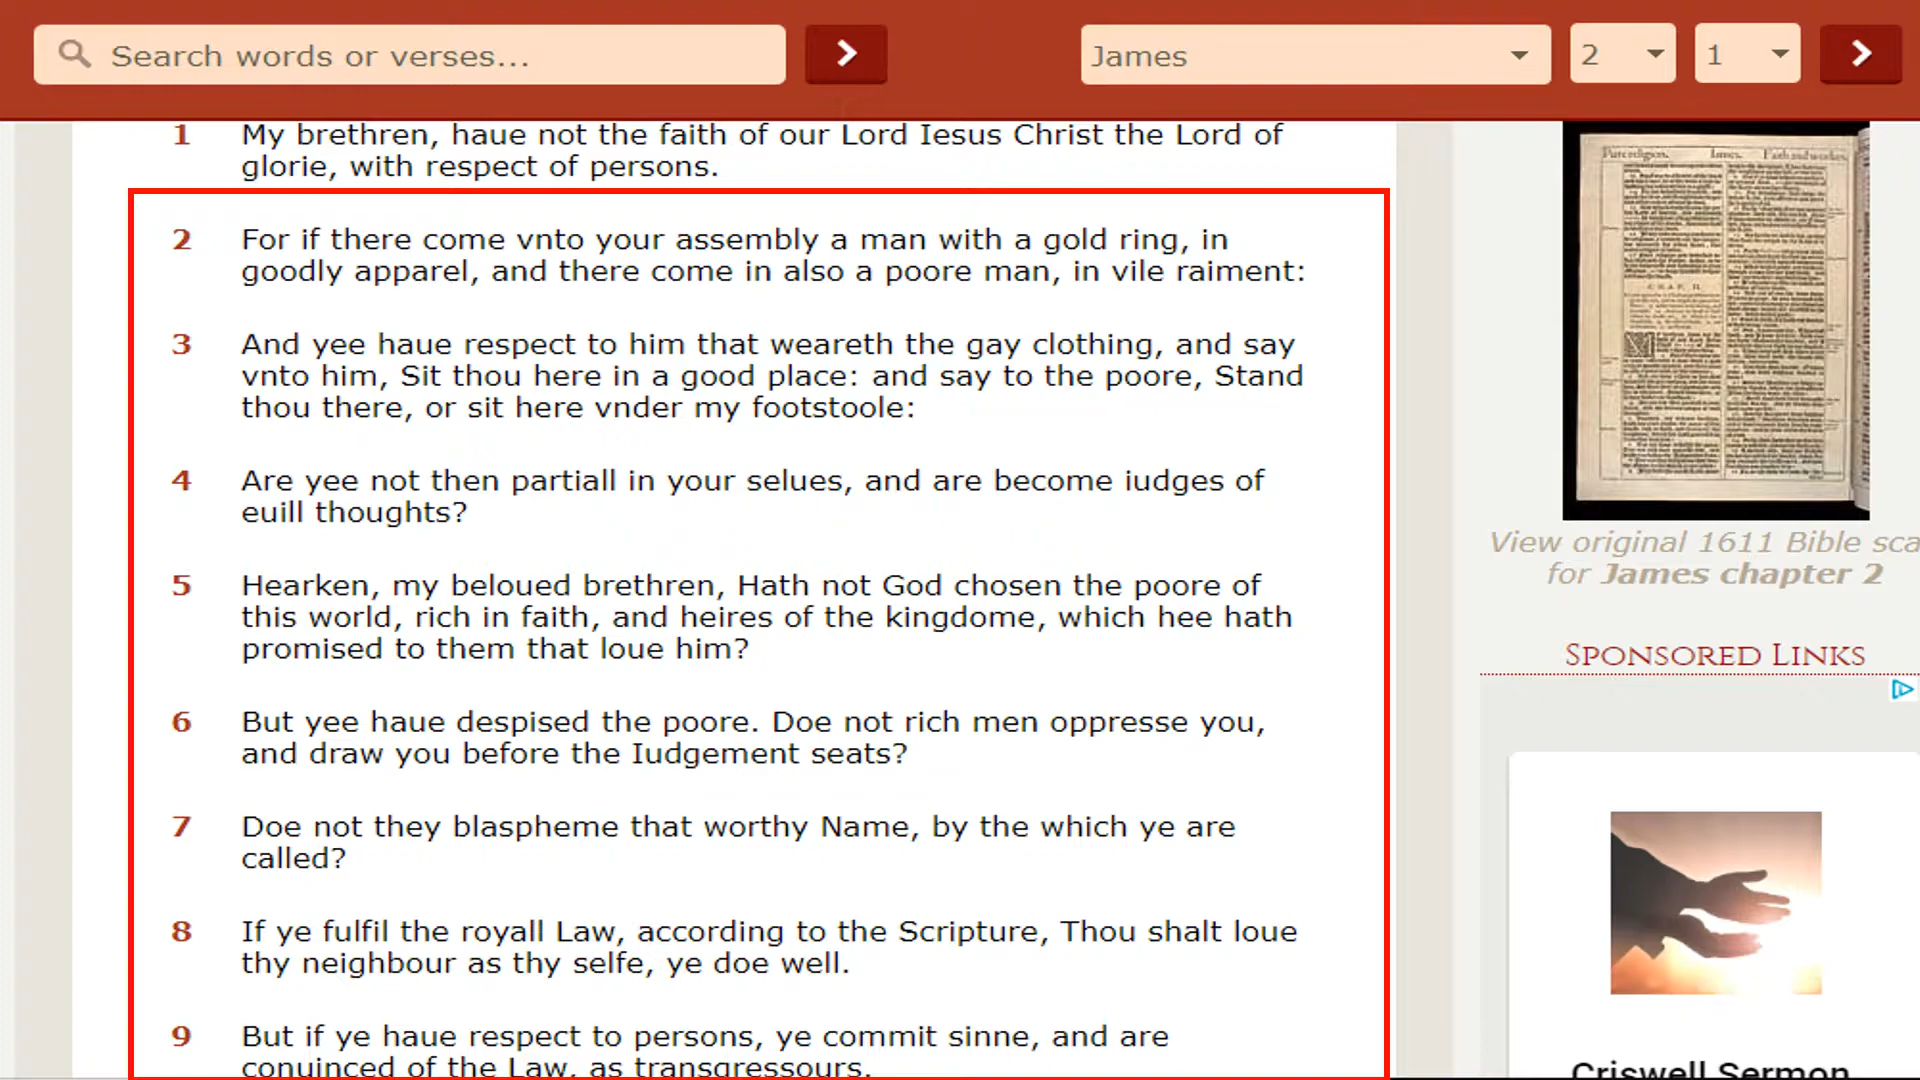 Search words or verses...
James
2
1
1 My brethren, haue not the faith of our Lord Iesus Christ the Lord of
glorie, with respect of persons.
2 For if there come vnto your assembly a man with a gold ring, in
goodly apparel, and there come in also a poore man, in vile raiment:
3 And yee haue respect to him that weareth the gay clothing, and say
vnto him, Sit thou here in a good place: and say to the poore, Stand
thou there, or sit here vnder my footstoole:
4 Are yee not then partiall in your selues, and are become iudges of
euill thoughts?
5 Hearken, my beloued brethren, Hath not God chosen the poore of
this world, rich in faith, and heires of the kingdome, which hee hath
promised to them that loue him?
6 But yee haue despised the poore. Doe not rich men oppresse you,
and draw you before the Iudgement seats?
7 Doe not they blaspheme that worthy Name, by the which ye are
called?
8 If ye fulfil the royall Law, according to the Scripture, Thou shalt loue
thy neighbour as thy selfe, ye doe well.
9 But if ye haue respect to persons, ye commit sinne, and are
conuinced of the Law, as transgressours.
View original 1611 Bible sca
for James chapter 2
SPONSORED LINKS
Criswell Sermon